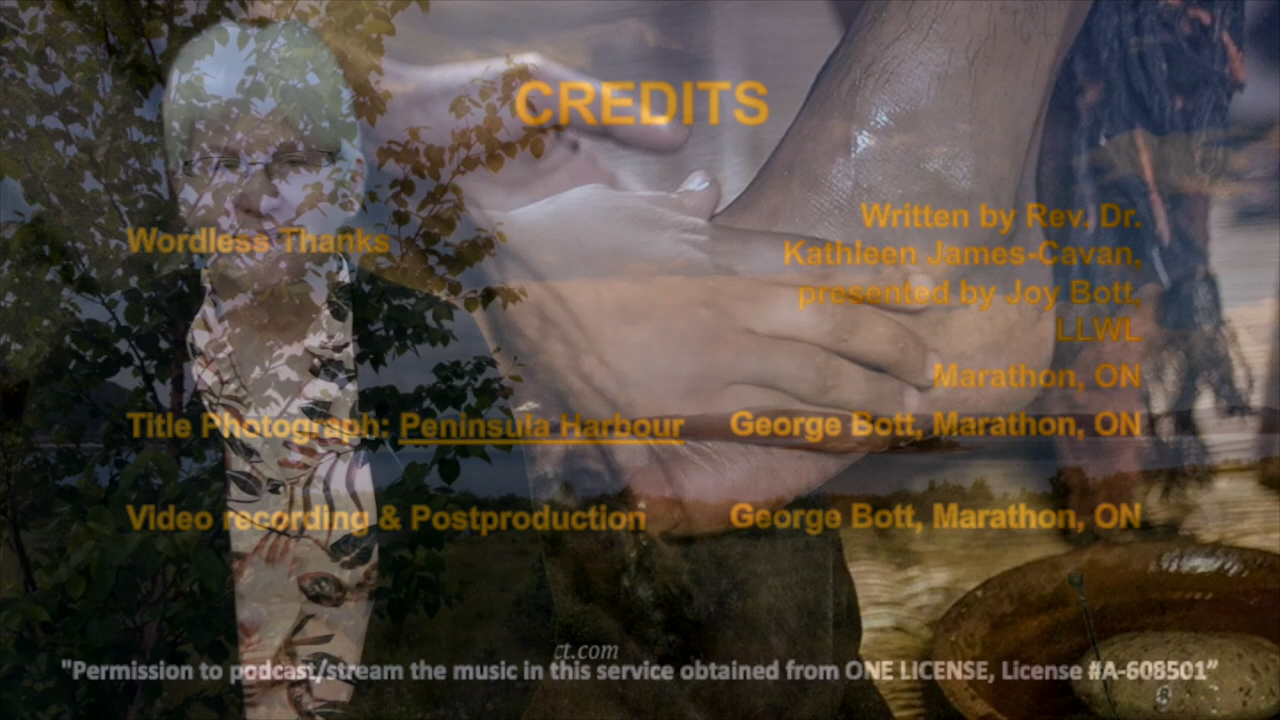 CREDITS
Wordless Thanks
Written by Rev. Dr.
Kathleen James-Cavan,
presented by Joy Bott,
LLWL
Marathon, ON
Title Photograph: Peninsula Harbour
George Bott, Marathon, ON
Video recording & Postproduction
George Bott, Marathon, ON
ct.com
"Permission to podcast/stream the music in this service obtained from ONE LICENSE, License #A-608501”